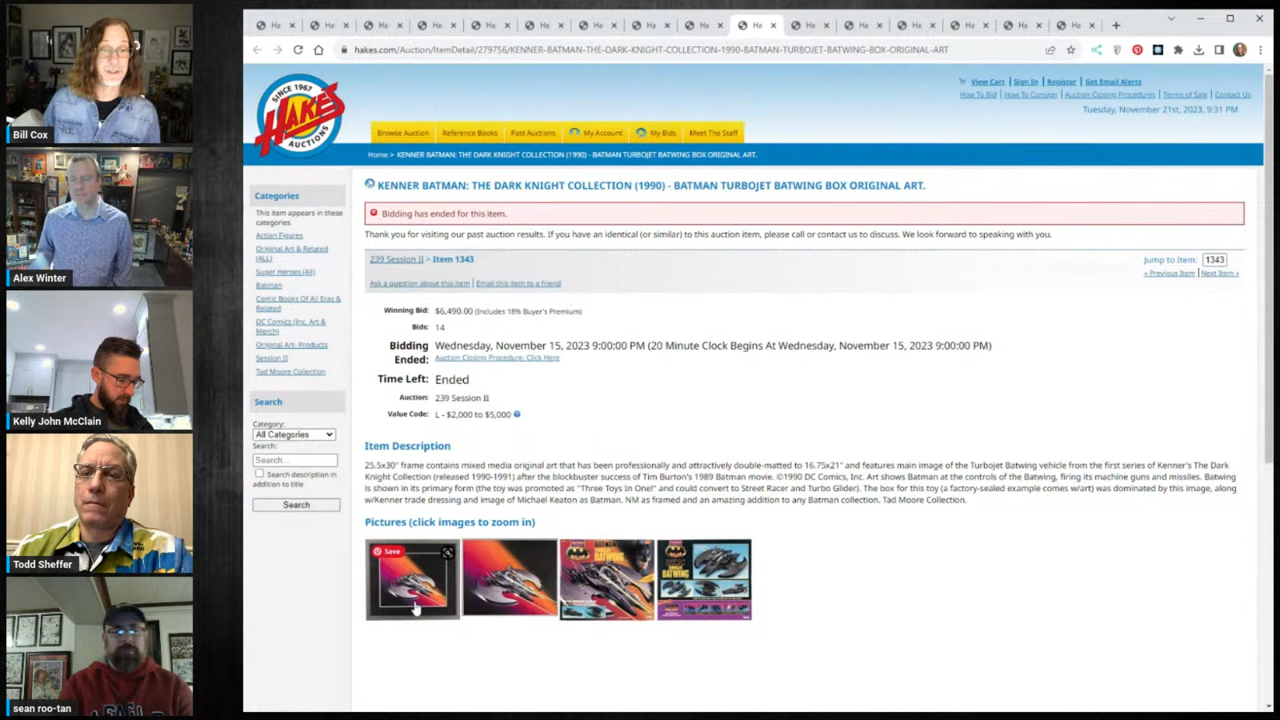 Bill Cox
Alex Winter
Kelly John McClain
Todd Sheffer
sean roo-tan
hakes.com/Auction/ItemDetail/279756/KENNER-BATMAN-THE-DARK-KNIGHT-COLLECTION-1990-BATMAN-TURBOJET-BATWING-BOX-ORIGINAL-ART
SINCE 1967
HAKE'S
AUCTIONS
View Cart | Sign In | Register | Get Email Alerts
How To Bid | How To Consign | Auction Closing Procedures | Terms of Sale | Contact Us
Tuesday, November 21th, 2023, 9:31 PM
Browse Auction Reference Books Past Auctions My Account My Bids Meet The Staff
Home > KENNER BATMAN: THE DARK KNIGHT COLLECTION (1990) - BATMAN TURBOJET BATWING BOX ORIGINAL ART.
Categories
This item appears in these
categories
Action Figures
Original Art & Related
(ALL)
Super Heroes (All)
Batman
Comic Books Of All Eras &
Related
DC Comics (Inc. Art &
Merch)
Original Art: Products
Session II
Tad Moore Collection
Search
Category:
All Categories
Search:
Search...
Search description in
addition to title
Search
KENNER BATMAN: THE DARK KNIGHT COLLECTION (1990) - BATMAN TURBOJET BATWING BOX ORIGINAL ART.
Bidding has ended for this item.
Thank you for visiting our past auction results. If you have an identical (or similar) to this auction item, please call or contact us to discuss. We look forward to speaking with you.
239 Session II > Item 1343
Jump to Item: 1343
Ask a question about this item | Email this item to a friend
« Previous Item | Next Item »
Winning Bid: $6,490.00 (Includes 18% Buyer's Premium)
Bids: 14
Bidding Ended: Wednesday, November 15, 2023 9:00:00 PM (20 Minute Clock Begins At Wednesday, November 15, 2023 9:00:00 PM)
Auction Closing Procedure- Click Here
Time Left: Ended
Auction: 239 Session II
Value Code: L - $2,000 to $5,000
Item Description
25.5x30" frame contains mixed media original art that has been professionally and attractively double-matted to 16.75x21" and features main image of the Turbojet Batwing vehicle from the first series of Kenner's The Dark
Knight Collection (released 1990-1991) after the blockbuster success of Tim Burton's 1989 Batman movie. ©1990 DC Comics, Inc. Art shows Batman at the controls of the Batwing, firing its machine guns and missiles. Batwing
is shown in its primary form (the toy was promoted as "Three Toys In One!" and could convert to Street Racer and Turbo Glider). The box for this toy (a factory-sealed example comes w/art) was dominated by this image, along
w/Kenner trade dressing and image of Michael Keaton as Batman. NM as framed and an amazing addition to any Batman collection. Tad Moore Collection.
Pictures (click images to zoom in)
Save
BATWING
BATWING